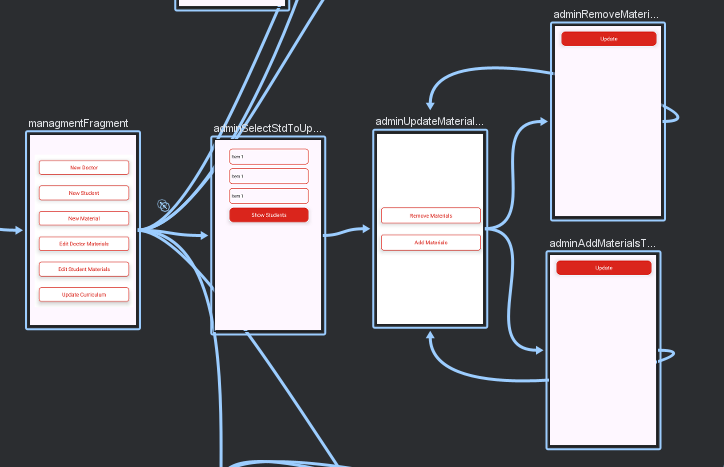 adminRemoveMateri...
Update
managmentFragment
New Doctor
New Student
New Material
Edit Doctor Materials
Edit Student Materials
Update Curriculum
adminSelectStdToUp...
Item 1
Item 1
Item 1
Show Students
adminUpdateMaterial...
Remove Materials
Add Materials
adminAddMaterialsT...
Update